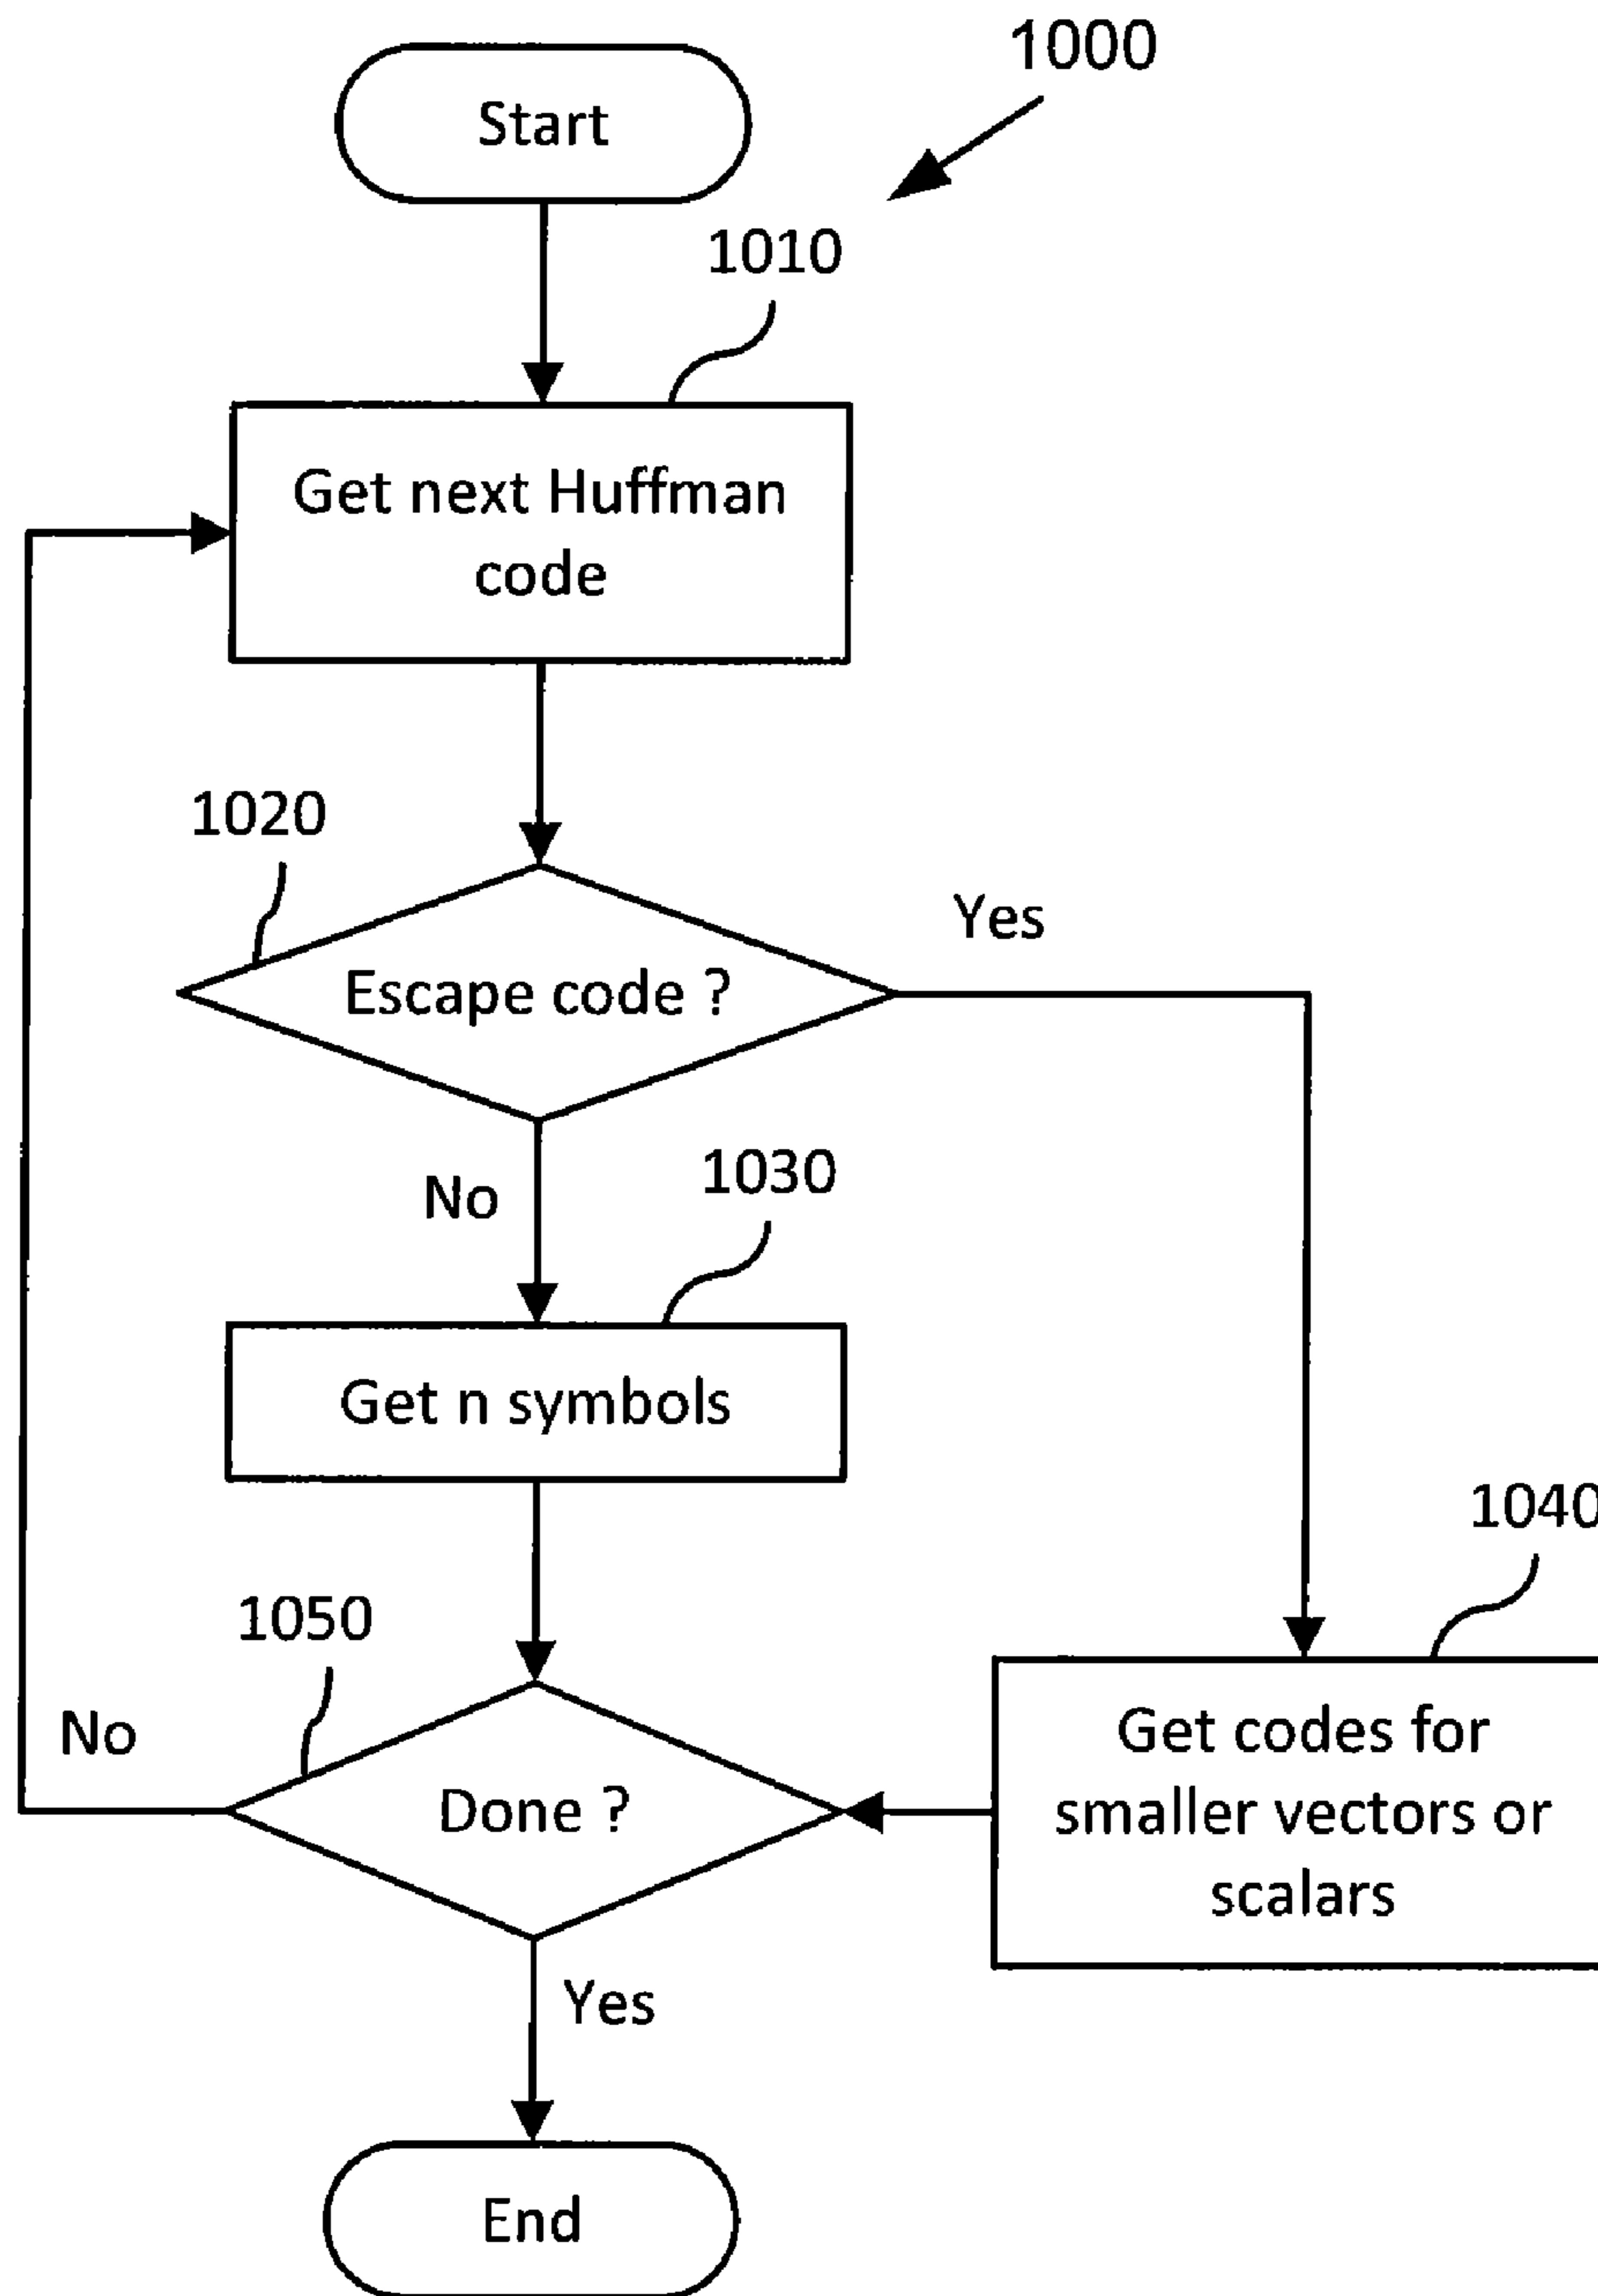 1000
Start
1010
Get next Huffman
code
1020
Yes
Escape code ?
No
1030
Get n symbols
1040
1050
No
Get codes for
smaller vectors or
scalars
Done ?
Yes
End